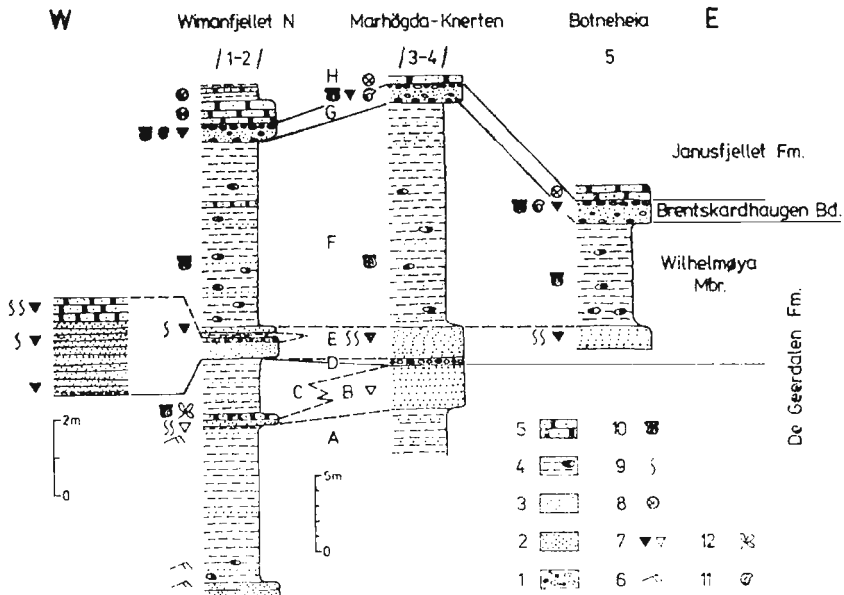 W Wimanfjellet N Marhögda-Knerten Botneheia E
/1-2/ /3-4/ 5
H
G
Janusfjellet Fm.
Brentskardhaugen Bd.
F
Wilhelmøya
Mbr.
E
D
C B
A
De Geerdalen Fm.
2m
0
5m
0
5 10
4 9
3 8
2 7 12
1 6 11